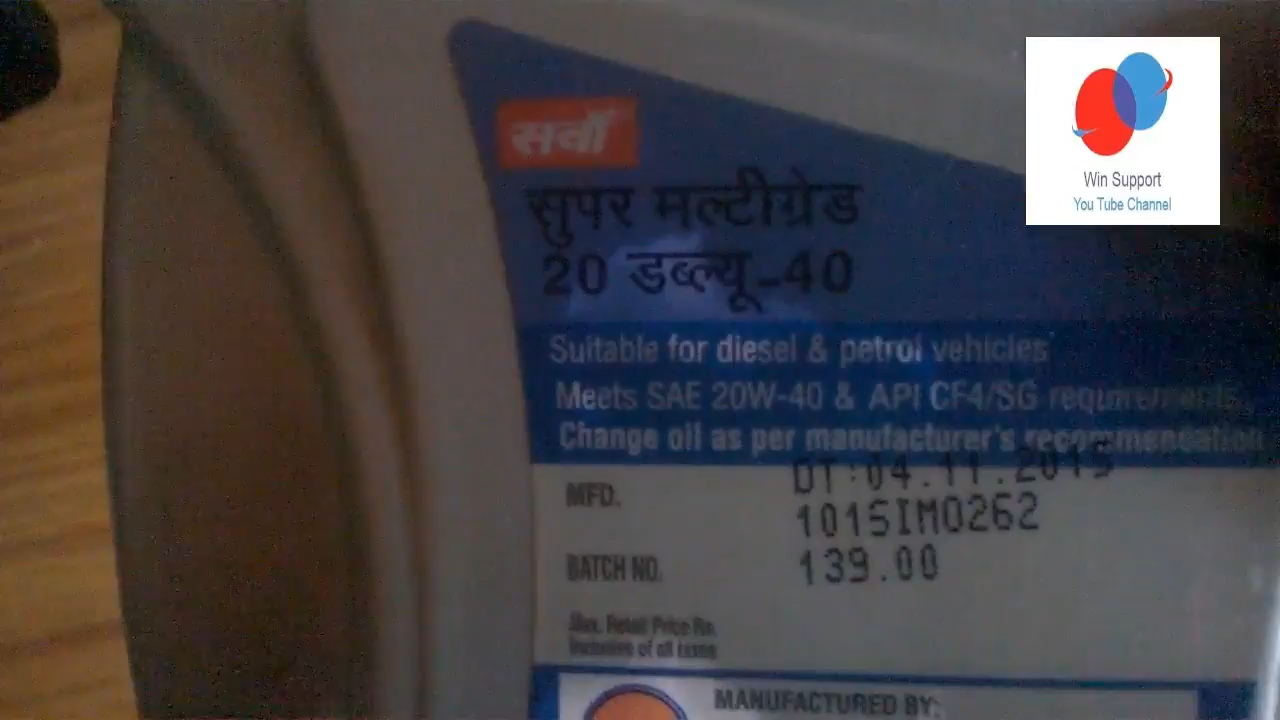 सर्वो
सुपर मल्टीग्रेड
20 डब्ल्यू-40
Suitable for diesel & petrol vehicles
Meets SAE 20W-40 & API CF4/SG requirements.
Change oil as per manufacturer's recommendation
MFD.
DT:04.11.2015
1015IM0262
BATCH NO.
139.00
Max. Retail Price Rs.
Inclusive of all taxes
MANUFACTURED BY:
Win Support
You Tube Channel